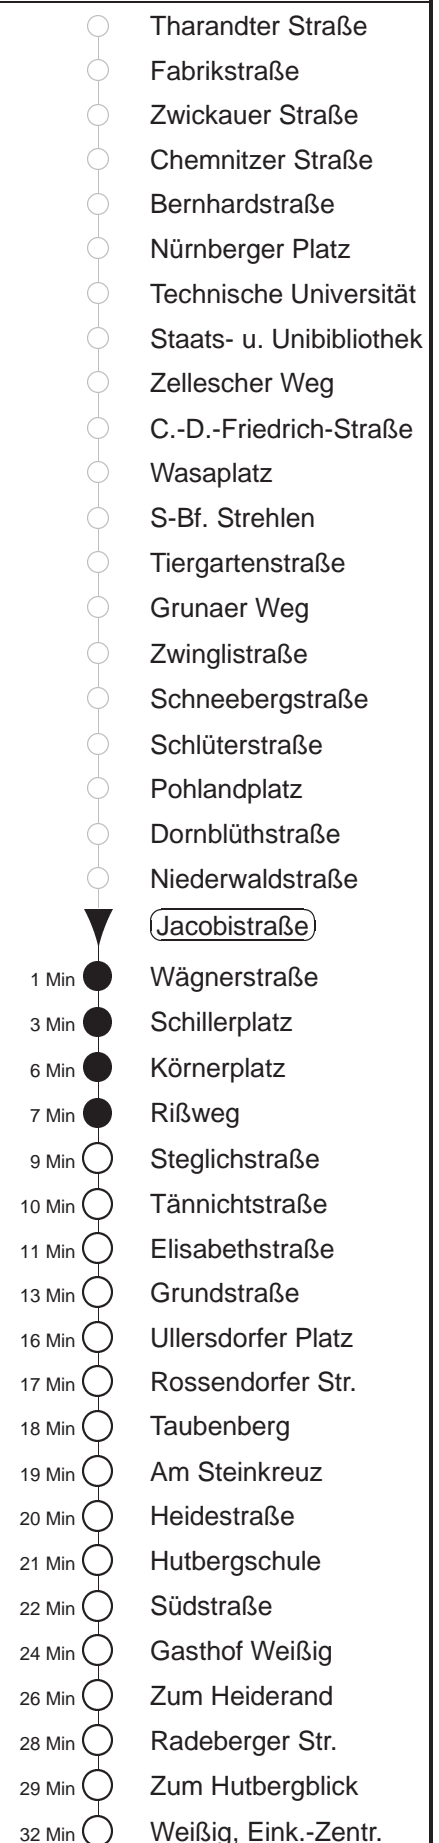 Tharandter Straße
Fabrikstraße
Zwickauer Straße
Chemnitzer Straße
Bernhardstraße
Nürnberger Platz
Technische Universität
Staats- u. Unibibliothek
Zellescher Weg
C.-D.-Friedrich-Straße
Wasaplatz
S-Bf. Strehlen
Tiergartenstraße
Grunaer Weg
Zwinglistraße
Schneebergstraße
Schlüterstraße
Pohlandplatz
Dornblüthstraße
Niederwaldstraße
Jacobistraße
1 Min Wägnerstraße
3 Min Schillerplatz
6 Min Körnerplatz
7 Min Rißweg
9 Min Steglichstraße
10 Min Tännichtstraße
11 Min Elisabethstraße
13 Min Grundstraße
16 Min Ullersdorfer Platz
17 Min Rossendorfer Str.
18 Min Taubenberg
19 Min Am Steinkreuz
20 Min Heidestraße
21 Min Hutbergschule
22 Min Südstraße
24 Min Gasthof Weißig
26 Min Zum Heiderand
28 Min Radeberger Str.
29 Min Zum Hutbergblick
32 Min Weißig, Eink.-Zentr.